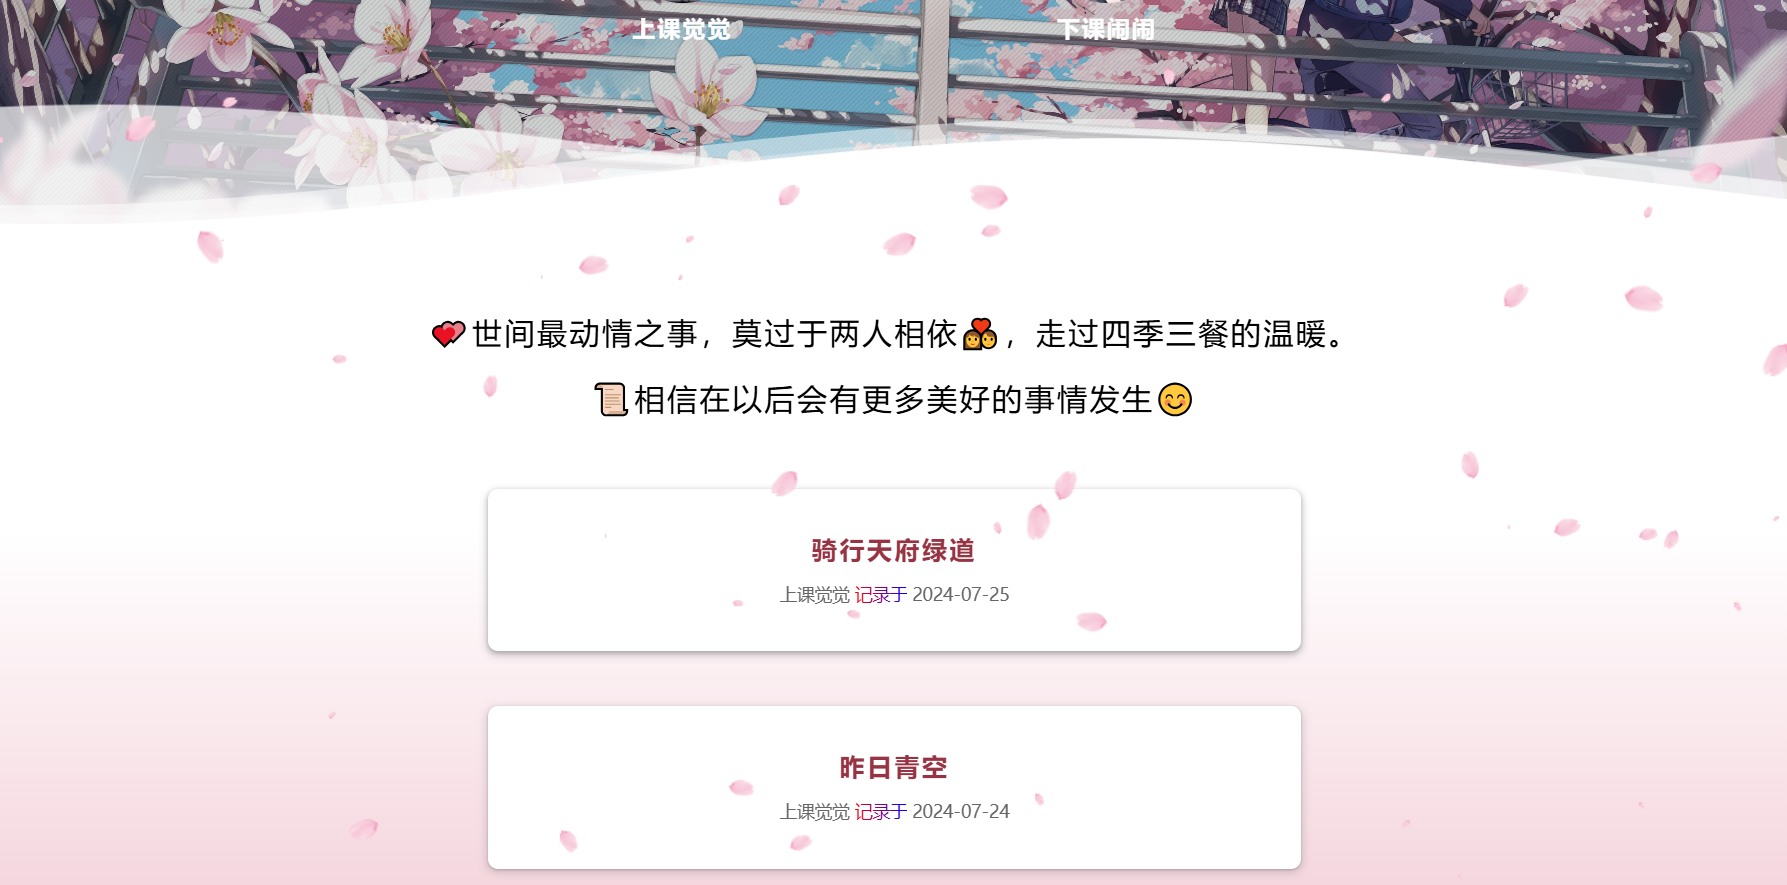 上课觉觉 下课闹闹
💕世间最动情之事，莫过于两人相依💑，走过四季三餐的温暖。
📜相信在以后会有更多美好的事情发生😊
骑行天府绿道
上课觉觉 记录于 2024-07-25
昨日青空
上课觉觉 记录于 2024-07-24